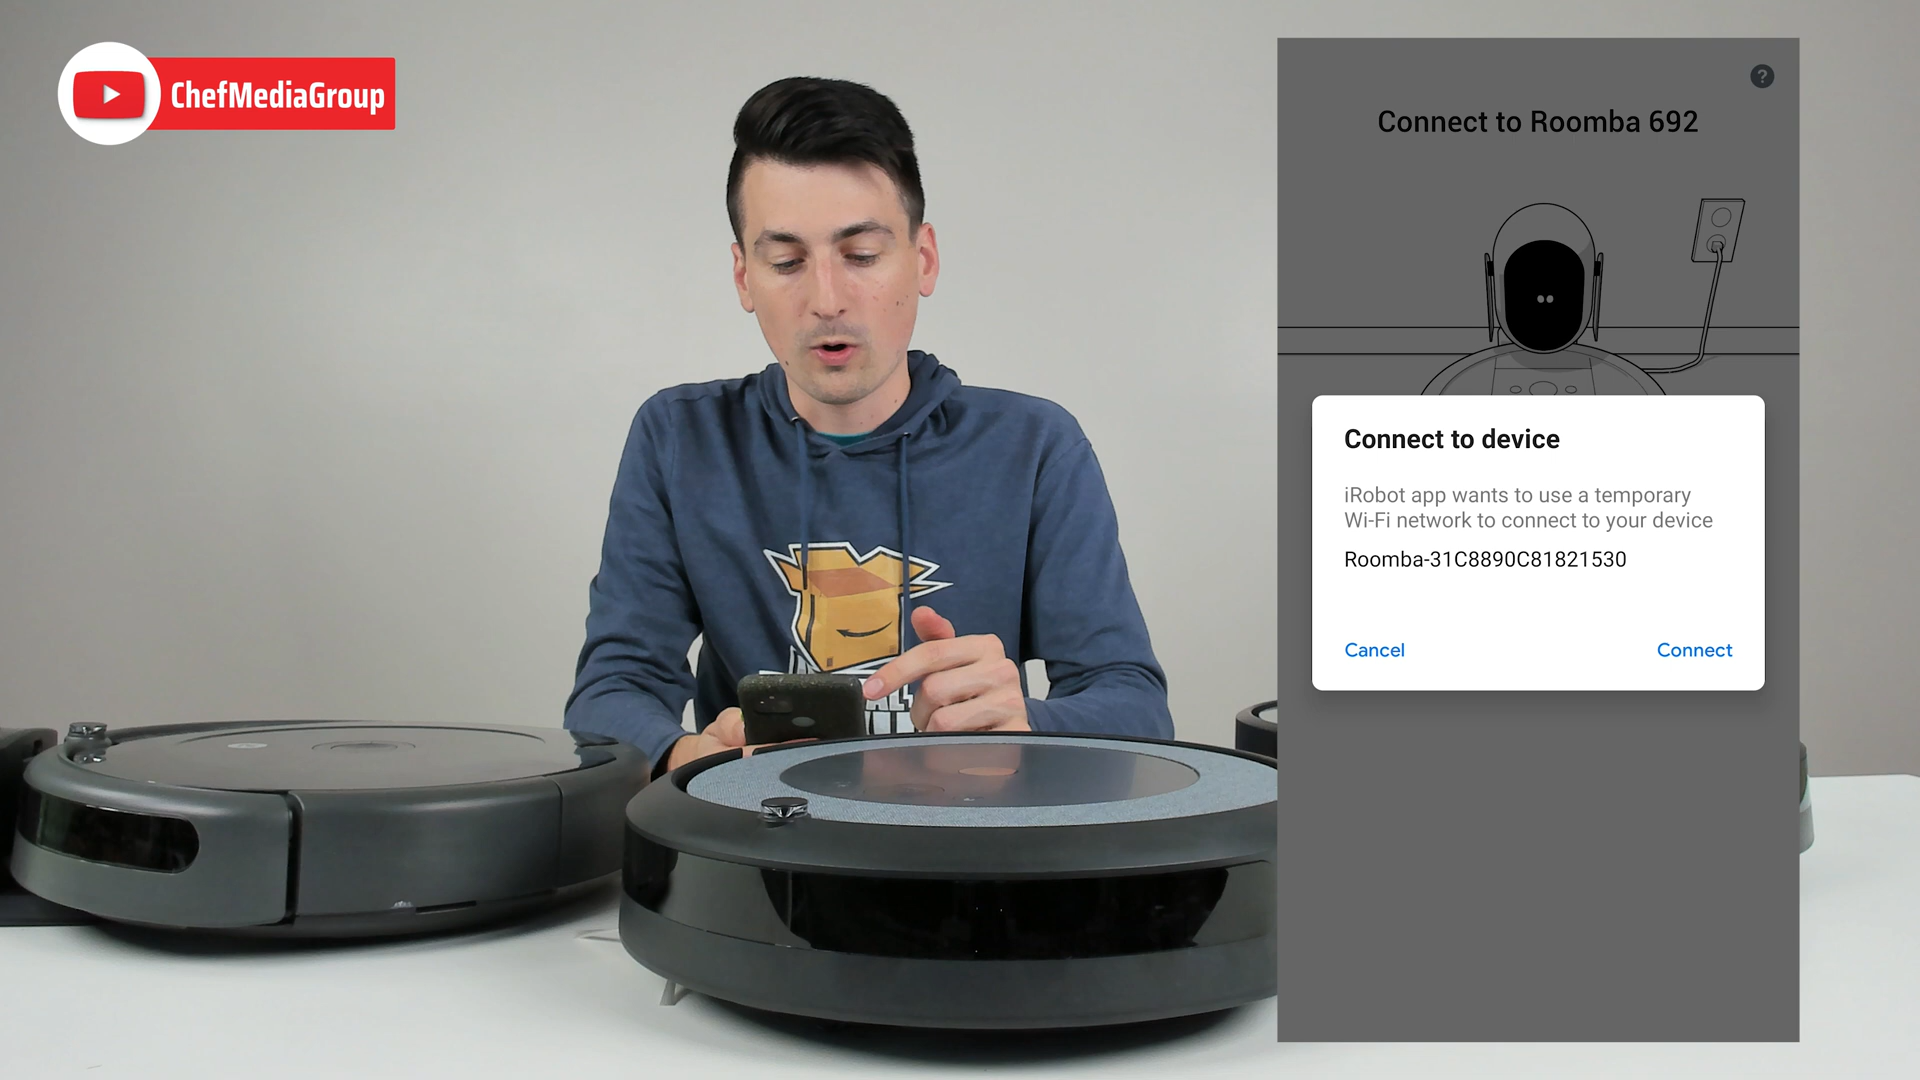 ChefMediaGroup
?
Connect to Roomba 692
Connect to device
iRobot app wants to use a temporary
Wi-Fi network to connect to your device
Roomba-31C8890C81821530
Cancel
Connect